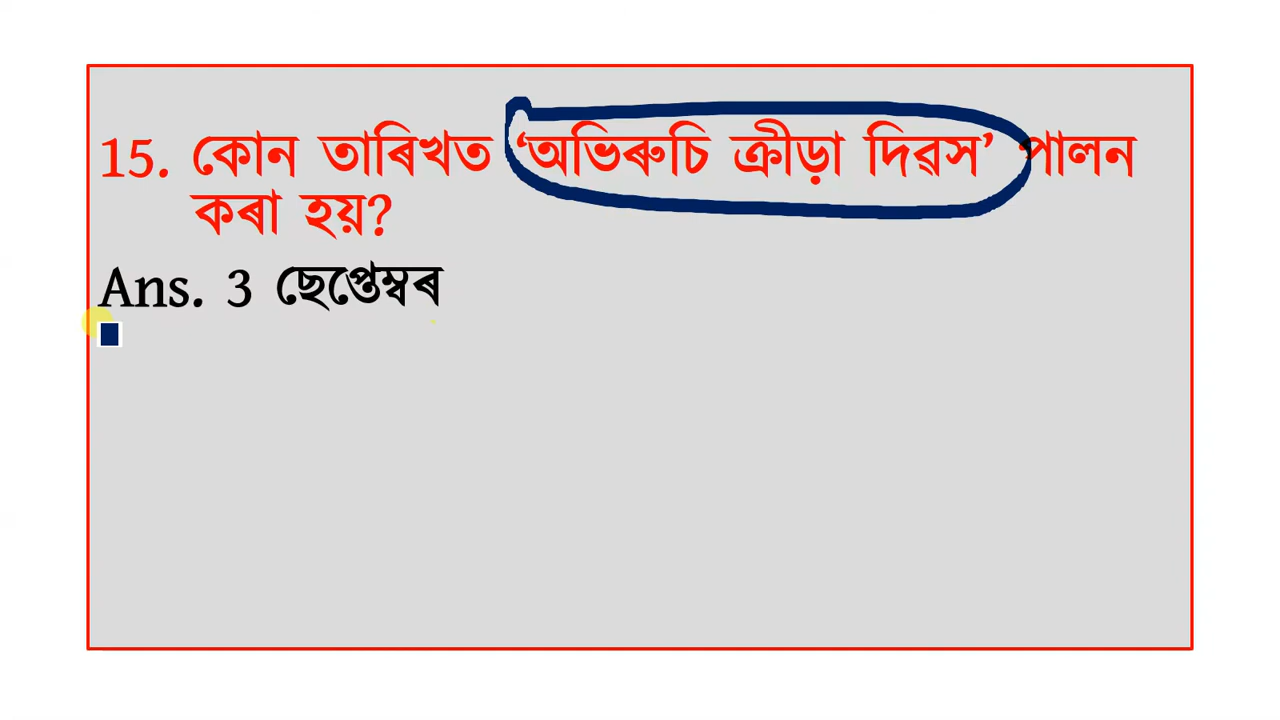 15. কোন তাৰিখত ‘অভিৰুচি ক্ৰীড়া দিৱস’ পালন
কৰা হয়?
Ans. 3 ছেপ্তেম্বৰ